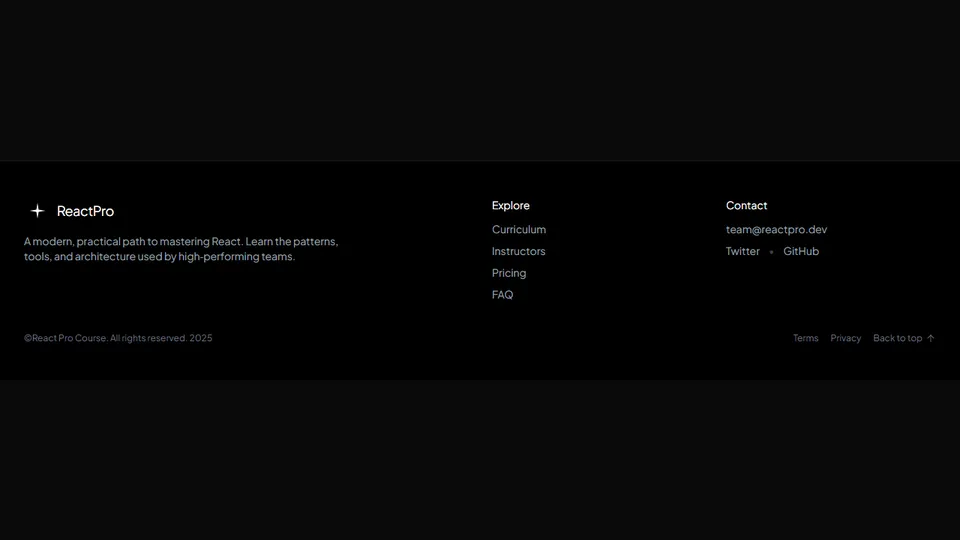 ReactPro
A modern, practical path to mastering React. Learn the patterns,
tools, and architecture used by high-performing teams.
Explore
Curriculum
Instructors
Pricing
FAQ
Contact
team@reactpro.dev
Twitter • GitHub
©React Pro Course. All rights reserved. 2025
Terms Privacy Back to top ↑